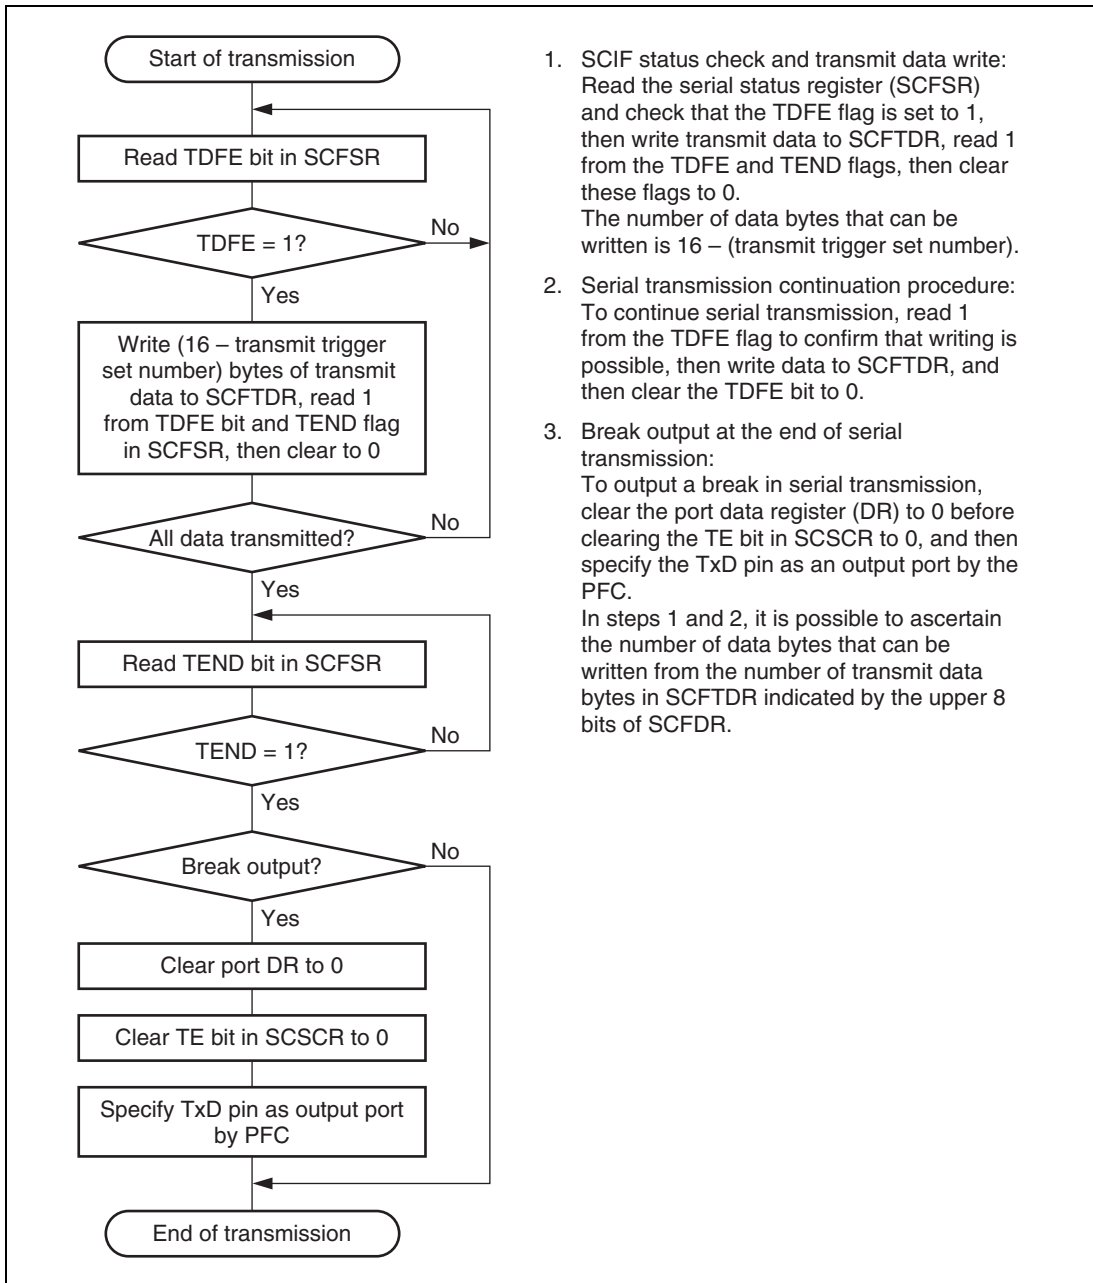 Start of transmission
Read TDFE bit in SCFSR
TDFE = 1?
No
Yes
Write (16 – transmit trigger
set number) bytes of transmit
data to SCFTDR, read 1
from TDFE bit and TEND flag
in SCFSR, then clear to 0
All data transmitted?
No
Yes
Read TEND bit in SCFSR
TEND = 1?
No
Yes
Break output?
No
Yes
Clear port DR to 0
Clear TE bit in SCSCR to 0
Specify TxD pin as output port
by PFC
End of transmission
1. SCIF status check and transmit data write:
Read the serial status register (SCFSR)
and check that the TDFE flag is set to 1,
then write transmit data to SCFTDR, read 1
from the TDFE and TEND flags, then clear
these flags to 0.
The number of data bytes that can be
written is 16 – (transmit trigger set number).
2. Serial transmission continuation procedure:
To continue serial transmission, read 1
from the TDFE flag to confirm that writing is
possible, then write data to SCFTDR, and
then clear the TDFE bit to 0.
3. Break output at the end of serial
transmission:
To output a break in serial transmission,
clear the port data register (DR) to 0 before
clearing the TE bit in SCSCR to 0, and then
specify the TxD pin as an output port by the
PFC.
In steps 1 and 2, it is possible to ascertain
the number of data bytes that can be
written from the number of transmit data
bytes in SCFTDR indicated by the upper 8
bits of SCFDR.